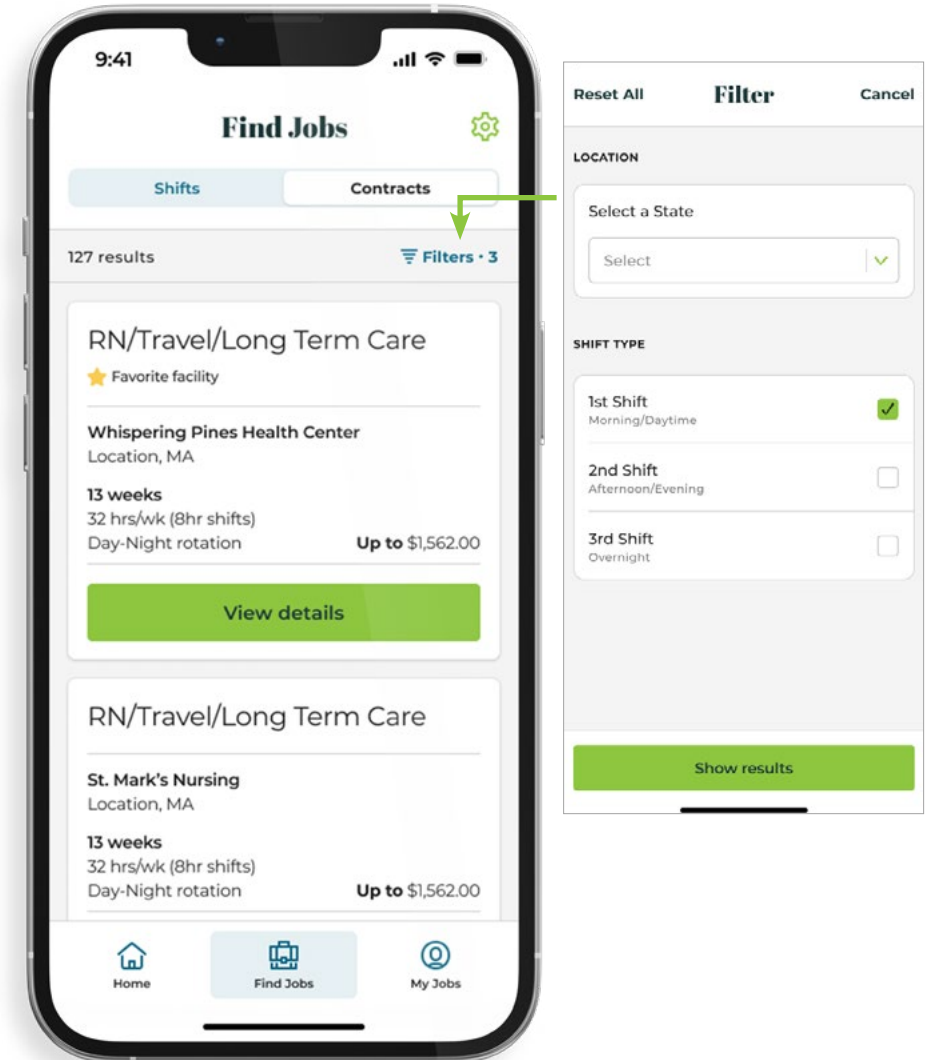 9:41
Find Jobs
Shifts
Contracts
127 results
Filters • 3
RN/Travel/Long Term Care
Favorite facility
Whispering Pines Health Center
Location, MA
13 weeks
32 hrs/wk (8hr shifts)
Day-Night rotation
Up to $1,562.00
View details
RN/Travel/Long Term Care
St. Mark’s Nursing
Location, MA
13 weeks
32 hrs/wk (8hr shifts)
Day-Night rotation
Up to $1,562.00
Home
Find Jobs
My Jobs
Reset All
Filter
Cancel
LOCATION
Select a State
Select
SHIFT TYPE
1st Shift
Morning/Daytime
2nd Shift
Afternoon/Evening
3rd Shift
Overnight
Show results